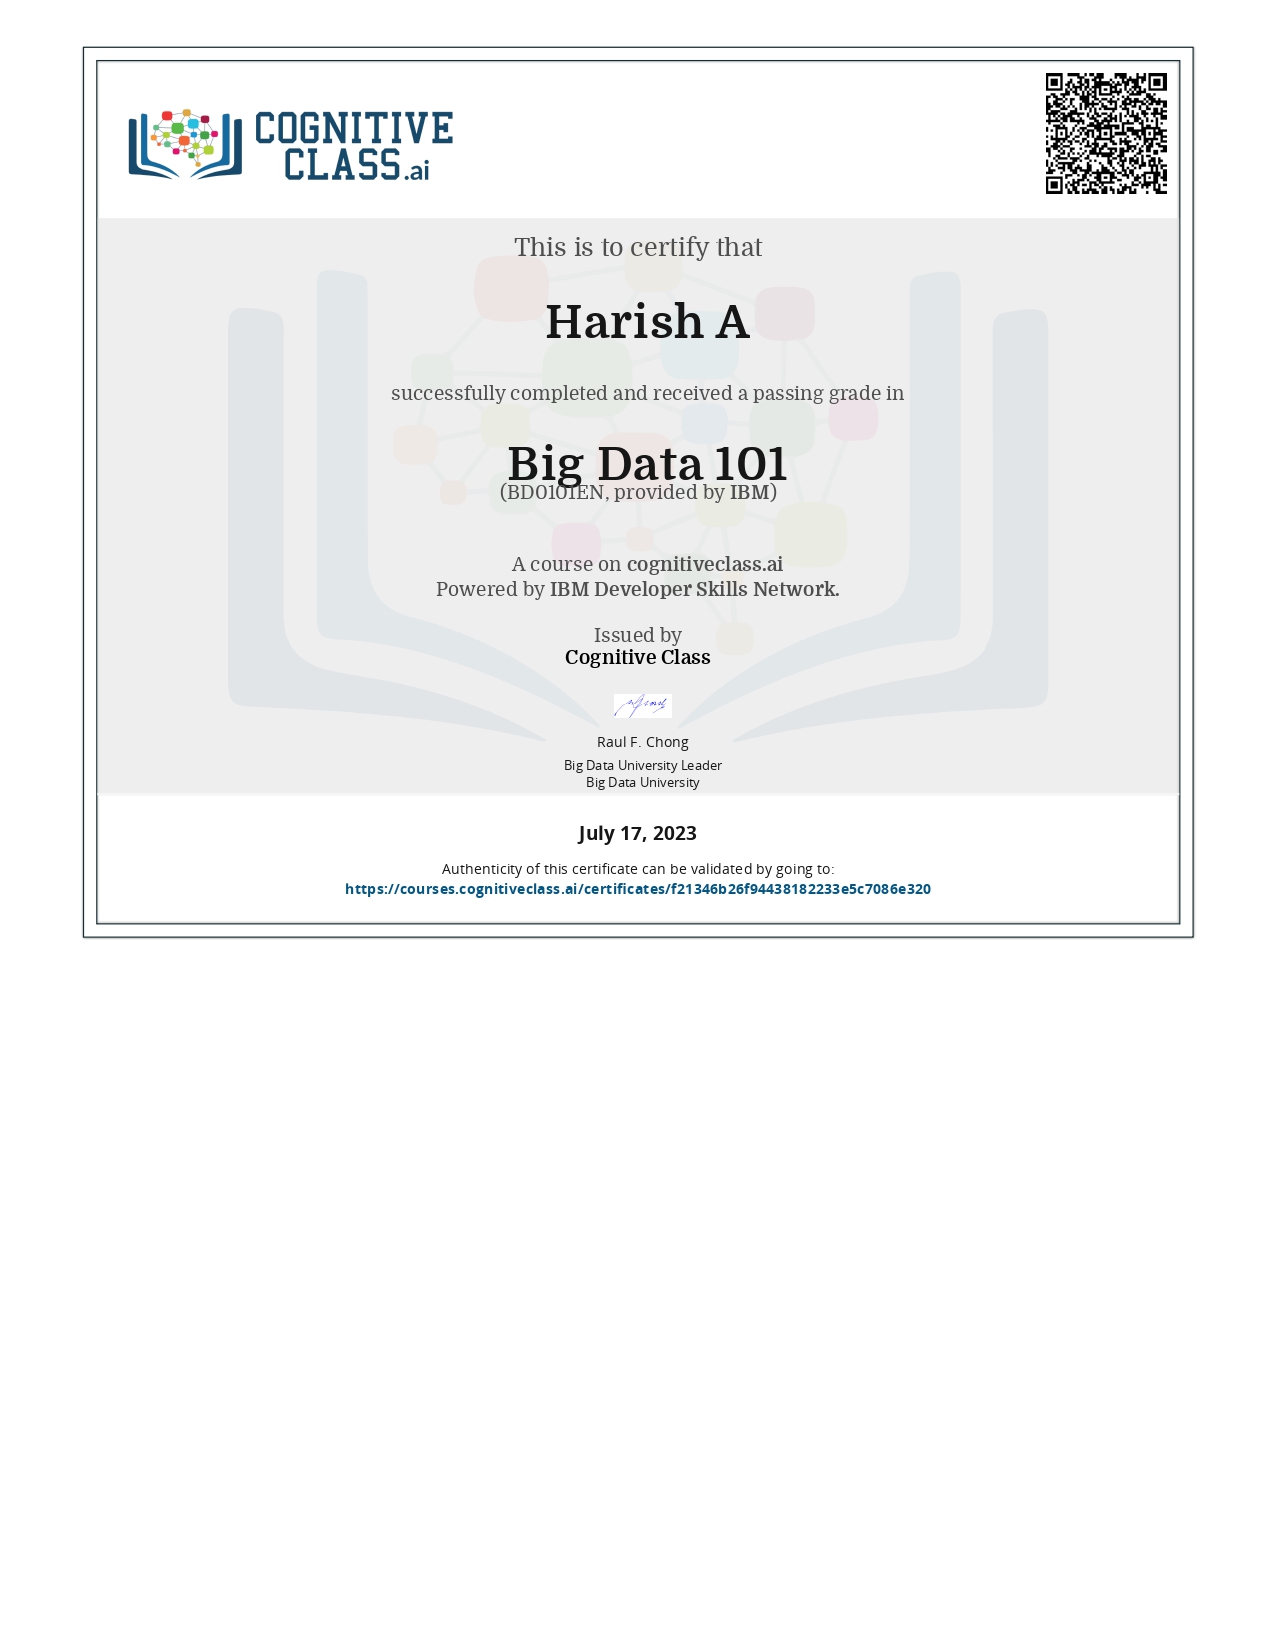 COGNITIVE
CLASS.ai
This is to certify that
Harish A
successfully completed and received a passing grade in
Big Data 101
(BD0101EN, provided by IBM)
A course on cognitiveclass.ai
Powered by IBM Developer Skills Network.
Issued by
Cognitive Class
Raul F. Chong
Big Data University Leader
Big Data University
July 17, 2023
Authenticity of this certificate can be validated by going to:
https://courses.cognitiveclass.ai/certificates/f21346b26f94438182233e5c7086e320